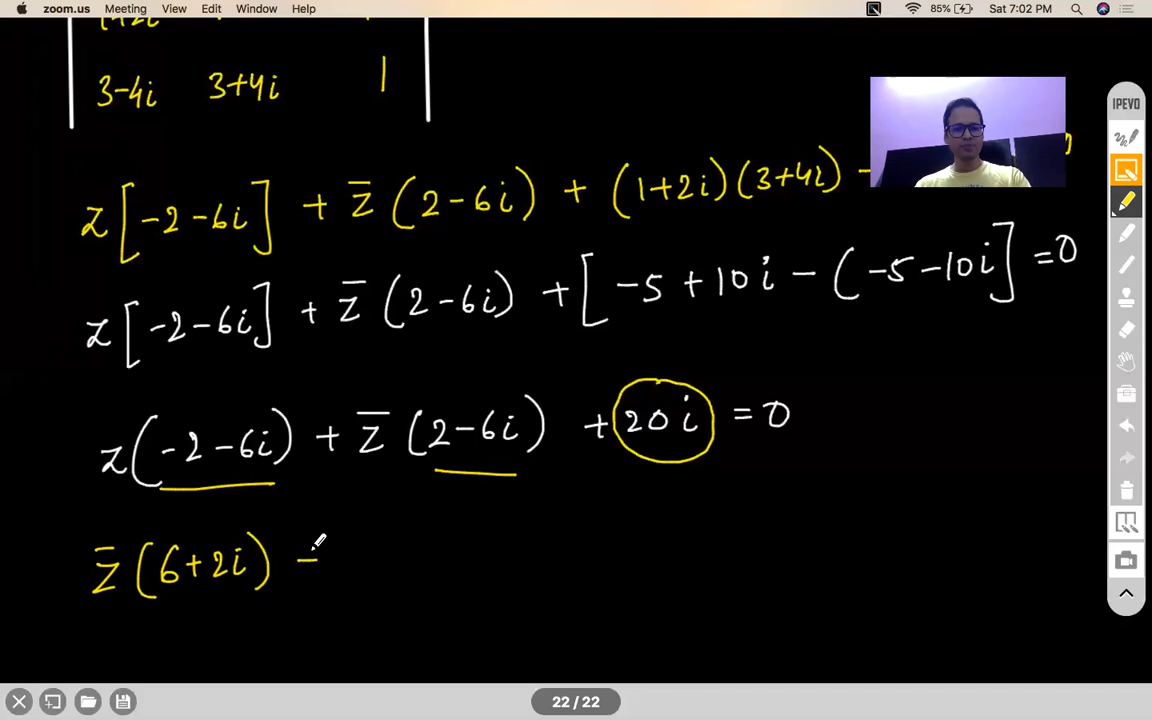 zoom.us Meeting View Edit Window Help 85% Sat 7:02 PM
1+2i
3-4i 3+4i 1
IPEVO
z[-2-6i] + z̄(2-6i) + (1+2i)(3+4i) -
z[-2-6i] + z̄(2-6i) + [-5+10i-(-5-10i] =0
z(-2-6i) + z̄(2-6i) +20i =0
z̄(6+2i) -
22 / 22